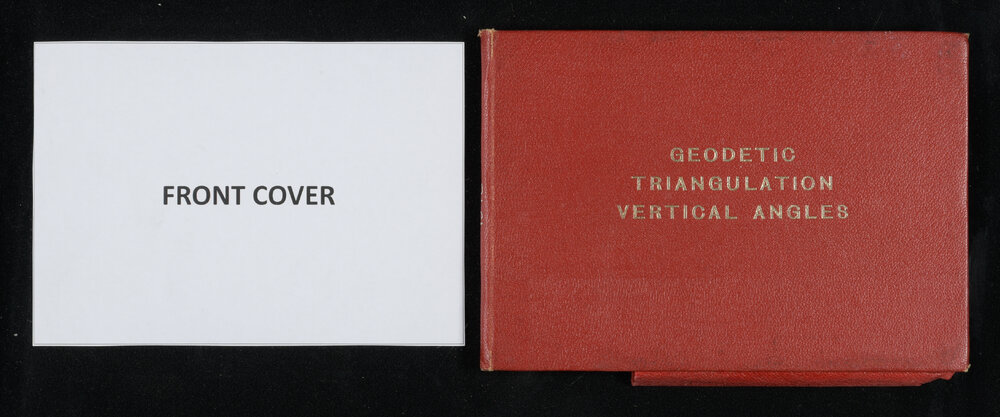 FRONT COVER
GEODETIC
TRIANGULATION
VERTICAL ANGLES